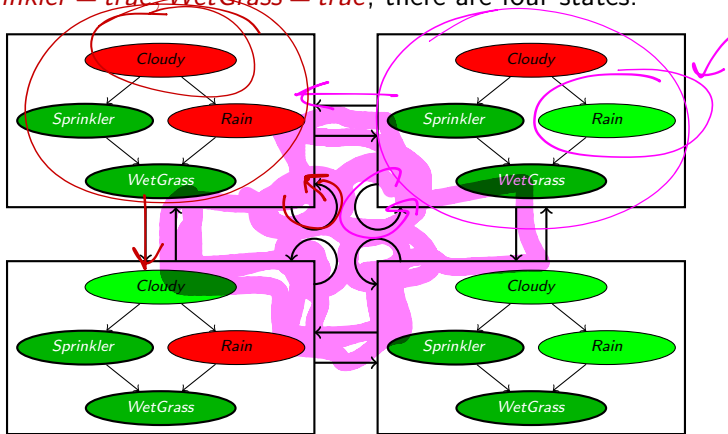 = true, WetGrass = true, there are four states:
Cloudy Cloudy
Sprinkler Rain Sprinkler Rain
WetGrass WetGrass
Cloudy Cloudy
Sprinkler Rain Sprinkler Rain
WetGrass WetGrass